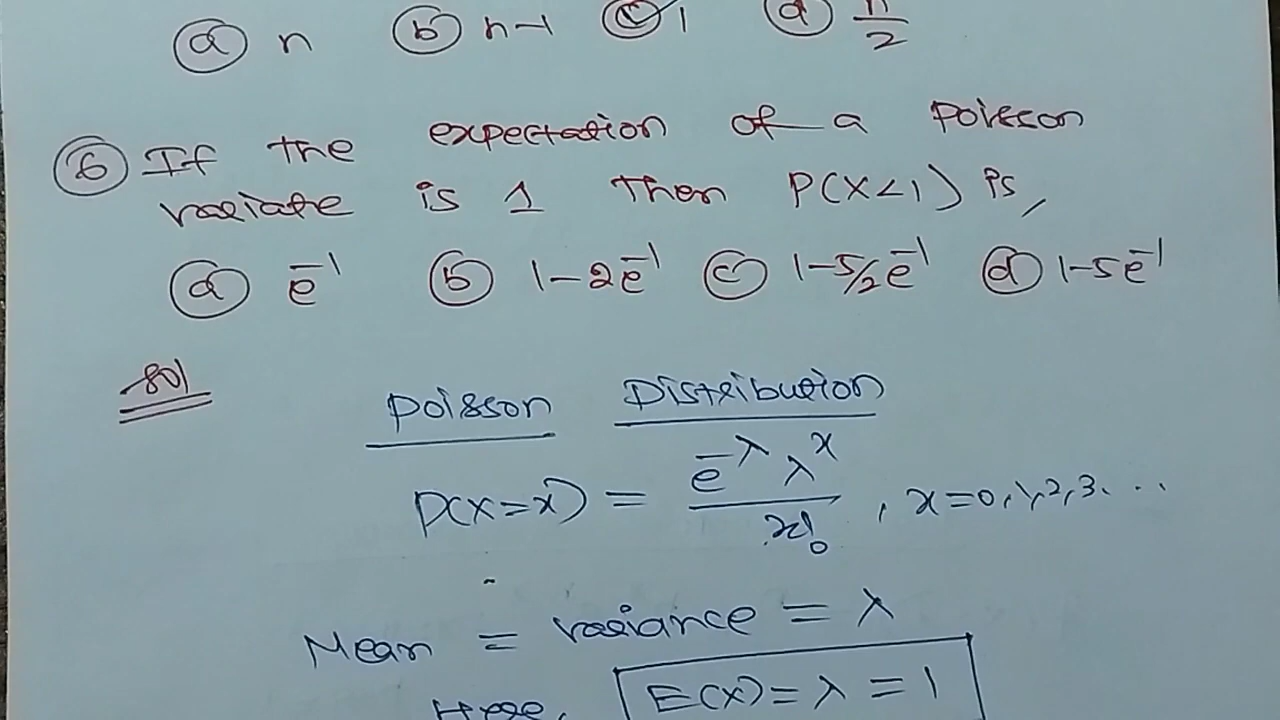 (a) n (b) n-1 (c) 1 (d) n/2
(6) If the expectation of a Poisson
variate is 1 then P(X<1) is,
(a) e⁻¹ (b) 1-2e⁻¹ (c) 1-5/2e⁻¹ (d) 1-5e⁻¹
Sol
Poisson Distribution
P(X=x) = e^-λ λ^x / x! , x=0,1,2,3...
Mean = variance = λ
Here, E(X)=λ=1